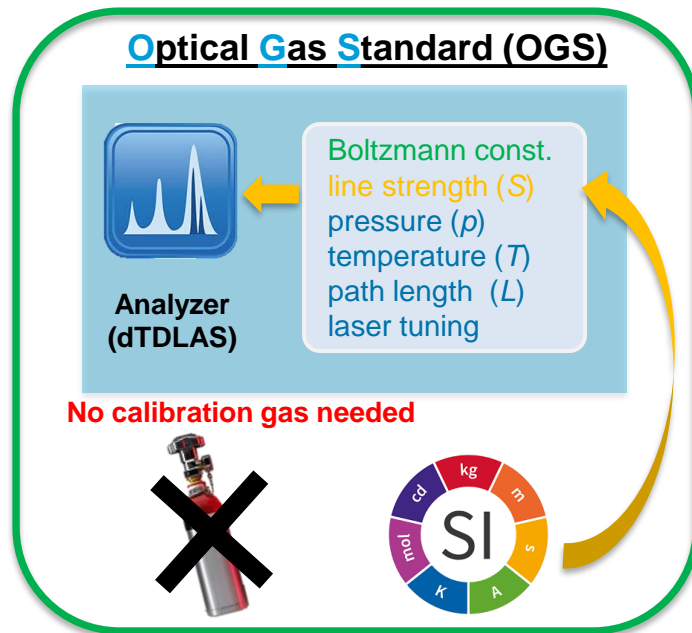 Optical Gas Standard (OGS)
Boltzmann const.
line strength (S)
pressure (p)
temperature (T)
path length (L)
laser tuning
Analyzer
(dTDLAS)
No calibration gas needed
kg
m
s
A
K
mol
cd
SI